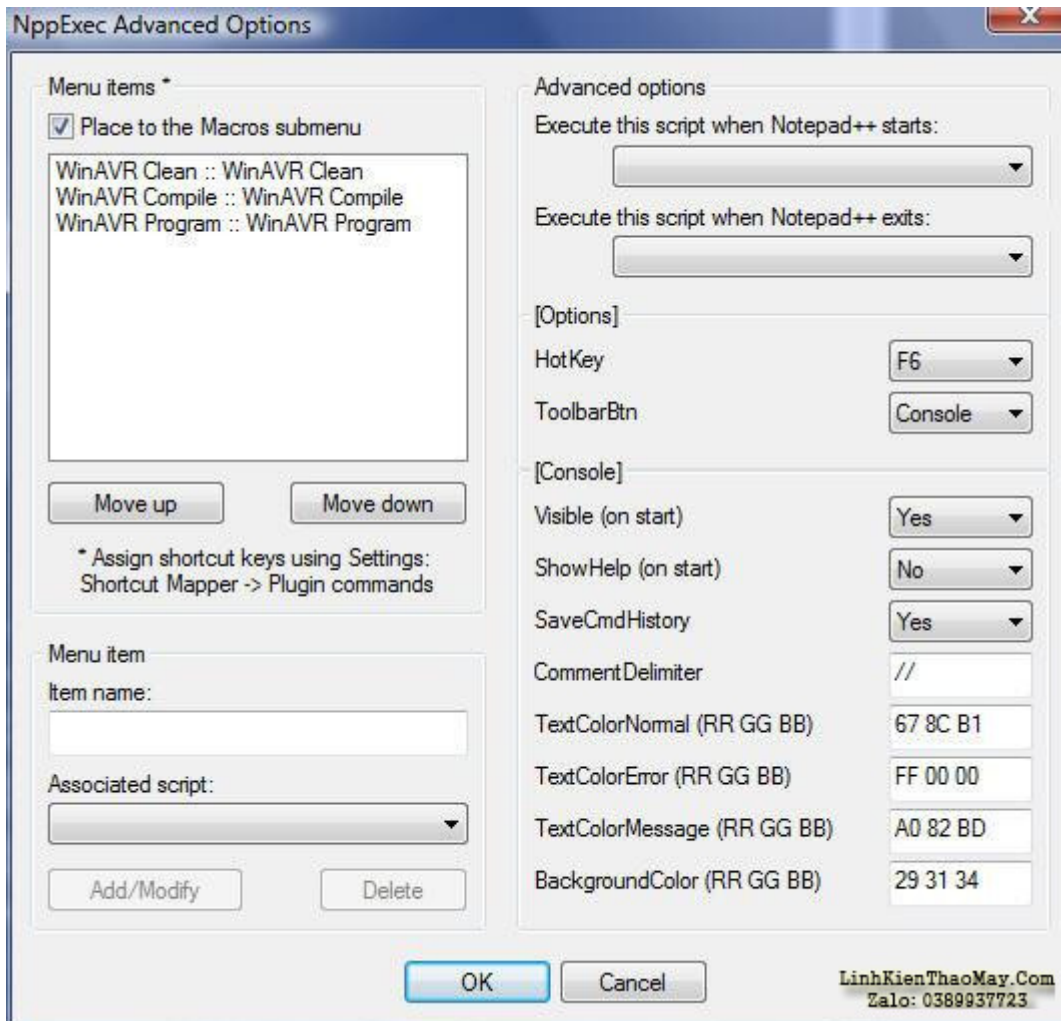 NppExec Advanced Options
Menu items *
Place to the Macros submenu
WinAVR Clean :: WinAVR Clean
WinAVR Compile :: WinAVR Compile
WinAVR Program :: WinAVR Program
Move up
Move down
* Assign shortcut keys using Settings:
Shortcut Mapper -> Plugin commands
Menu item
Item name:
Associated script:
Add/Modify
Delete
Advanced options
Execute this script when Notepad++ starts:
Execute this script when Notepad++ exits:
[Options]
HotKey
F6
ToolbarBtn
Console
[Console]
Visible (on start)
Yes
ShowHelp (on start)
No
SaveCmdHistory
Yes
CommentDelimiter
//
TextColorNormal (RR GG BB)
67 8C B1
TextColorError (RR GG BB)
FF 00 00
TextColorMessage (RR GG BB)
A0 82 BD
BackgroundColor (RR GG BB)
29 31 34
OK
Cancel
LinhKienThaoMay.Com
Zalo: 0389937723